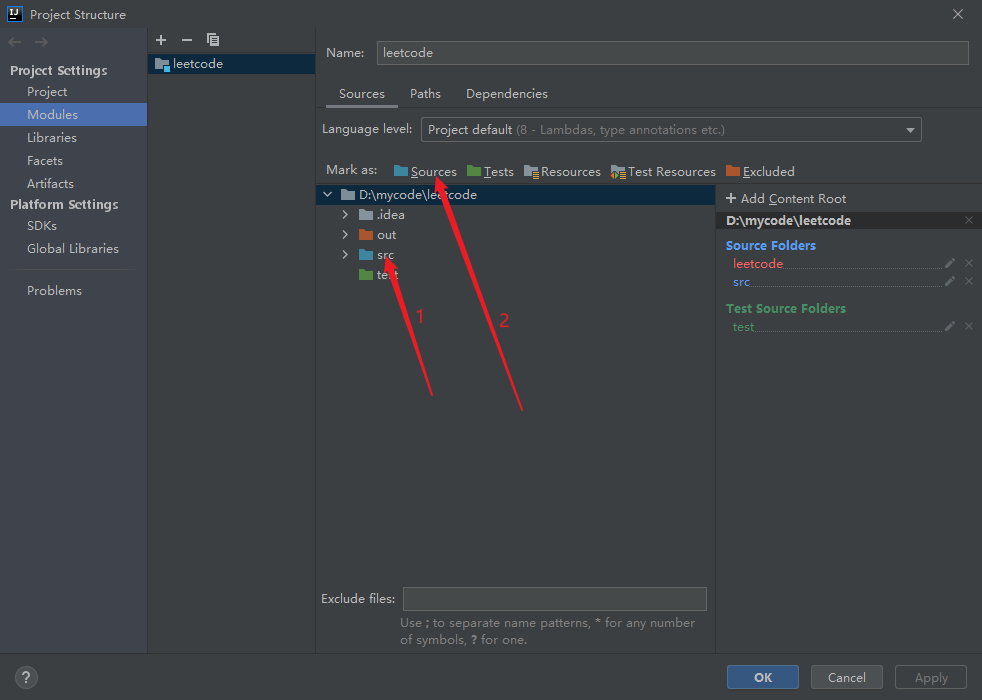 Project Structure
Project Settings
Project
Modules
Libraries
Facets
Artifacts
Platform Settings
SDKs
Global Libraries
Problems
leetcode
Name: leetcode
Sources Paths Dependencies
Language level: Project default (8 - Lambdas, type annotations etc.)
Mark as: Sources Tests Resources Test Resources Excluded
D:\mycode\leetcode
.idea
out
src
test
1
2
+ Add Content Root
D:\mycode\leetcode
Source Folders
leetcode
src
Test Source Folders
test
Exclude files:
Use ; to separate name patterns, * for any number
of symbols, ? for one.
? OK Cancel Apply